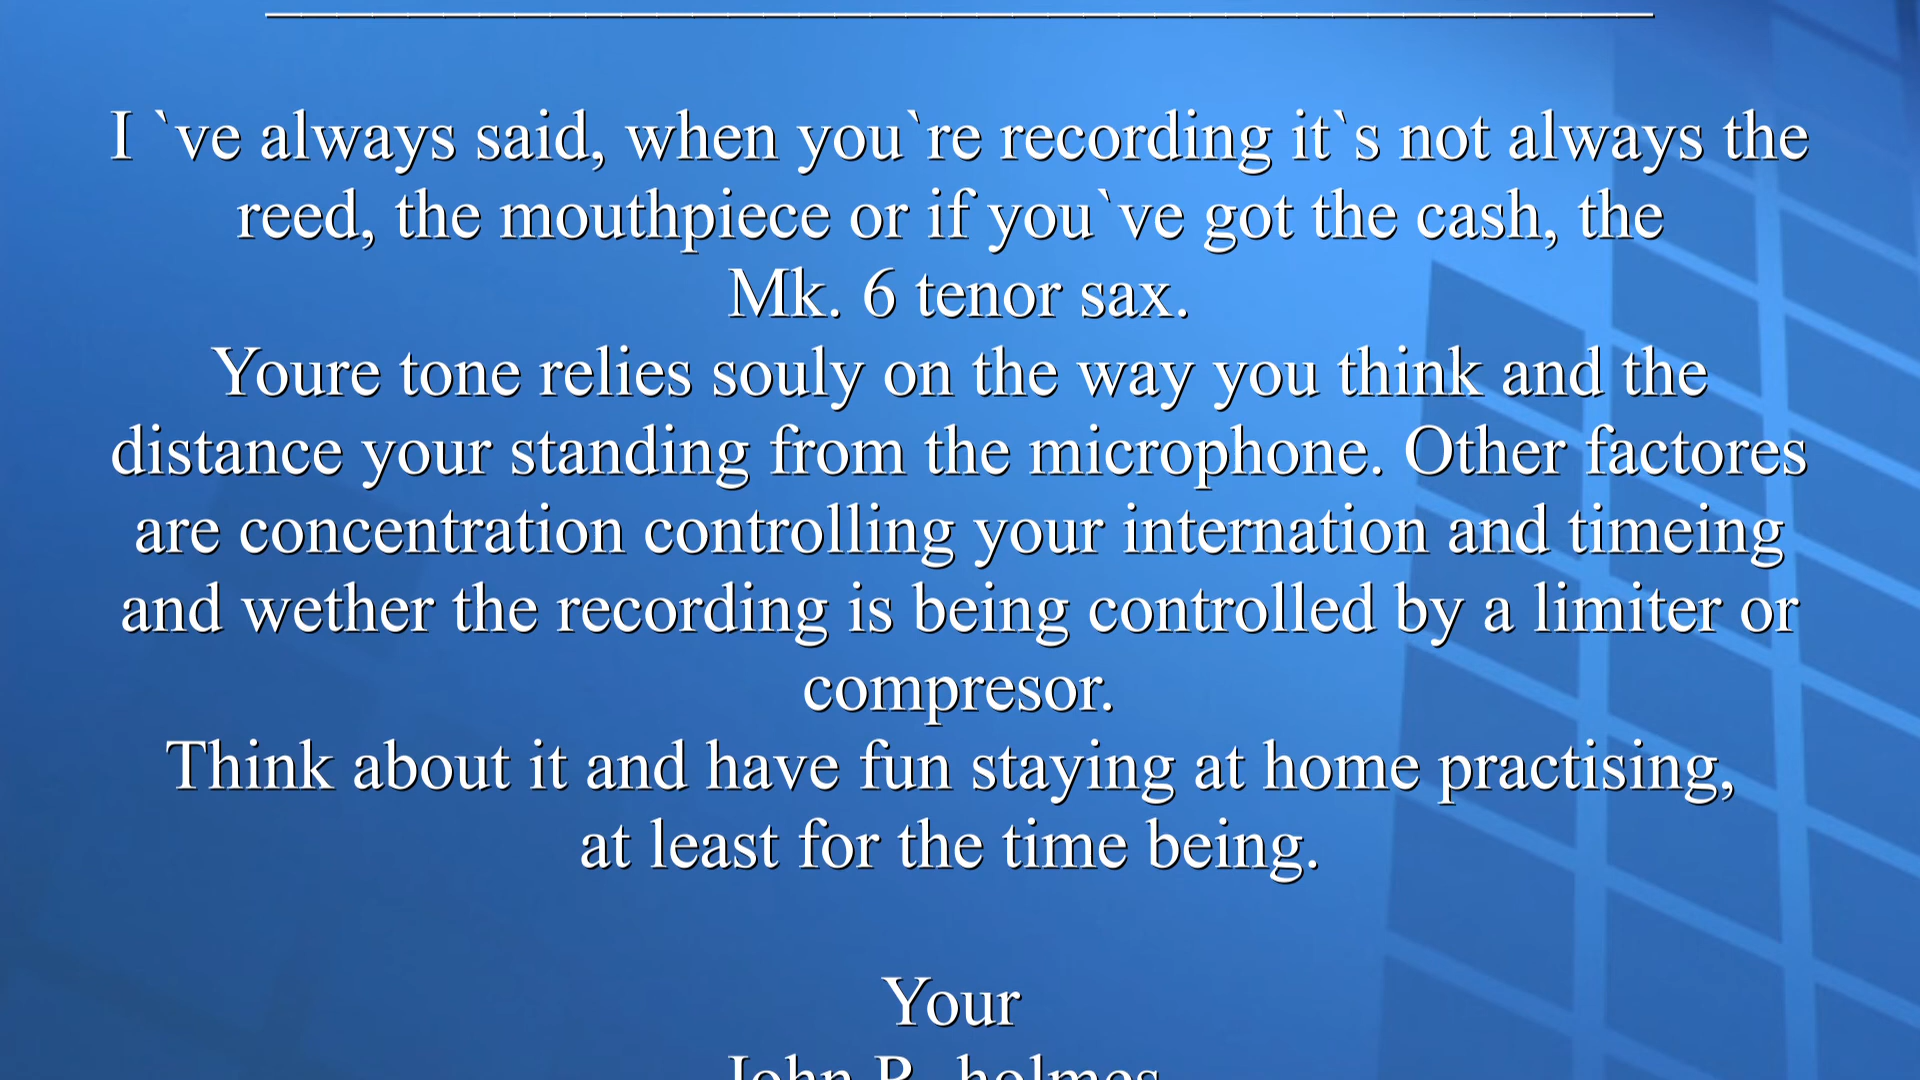 I `ve always said, when you`re recording it`s not always the
reed, the mouthpiece or if you`ve got the cash, the
Mk. 6 tenor sax.
Youre tone relies souly on the way you think and the
distance your standing from the microphone. Other factores
are concentration controlling your internation and timeing
and wether the recording is being controlled by a limiter or
compresor.
Think about it and have fun staying at home practising,
at least for the time being.
Your
John R. holmes